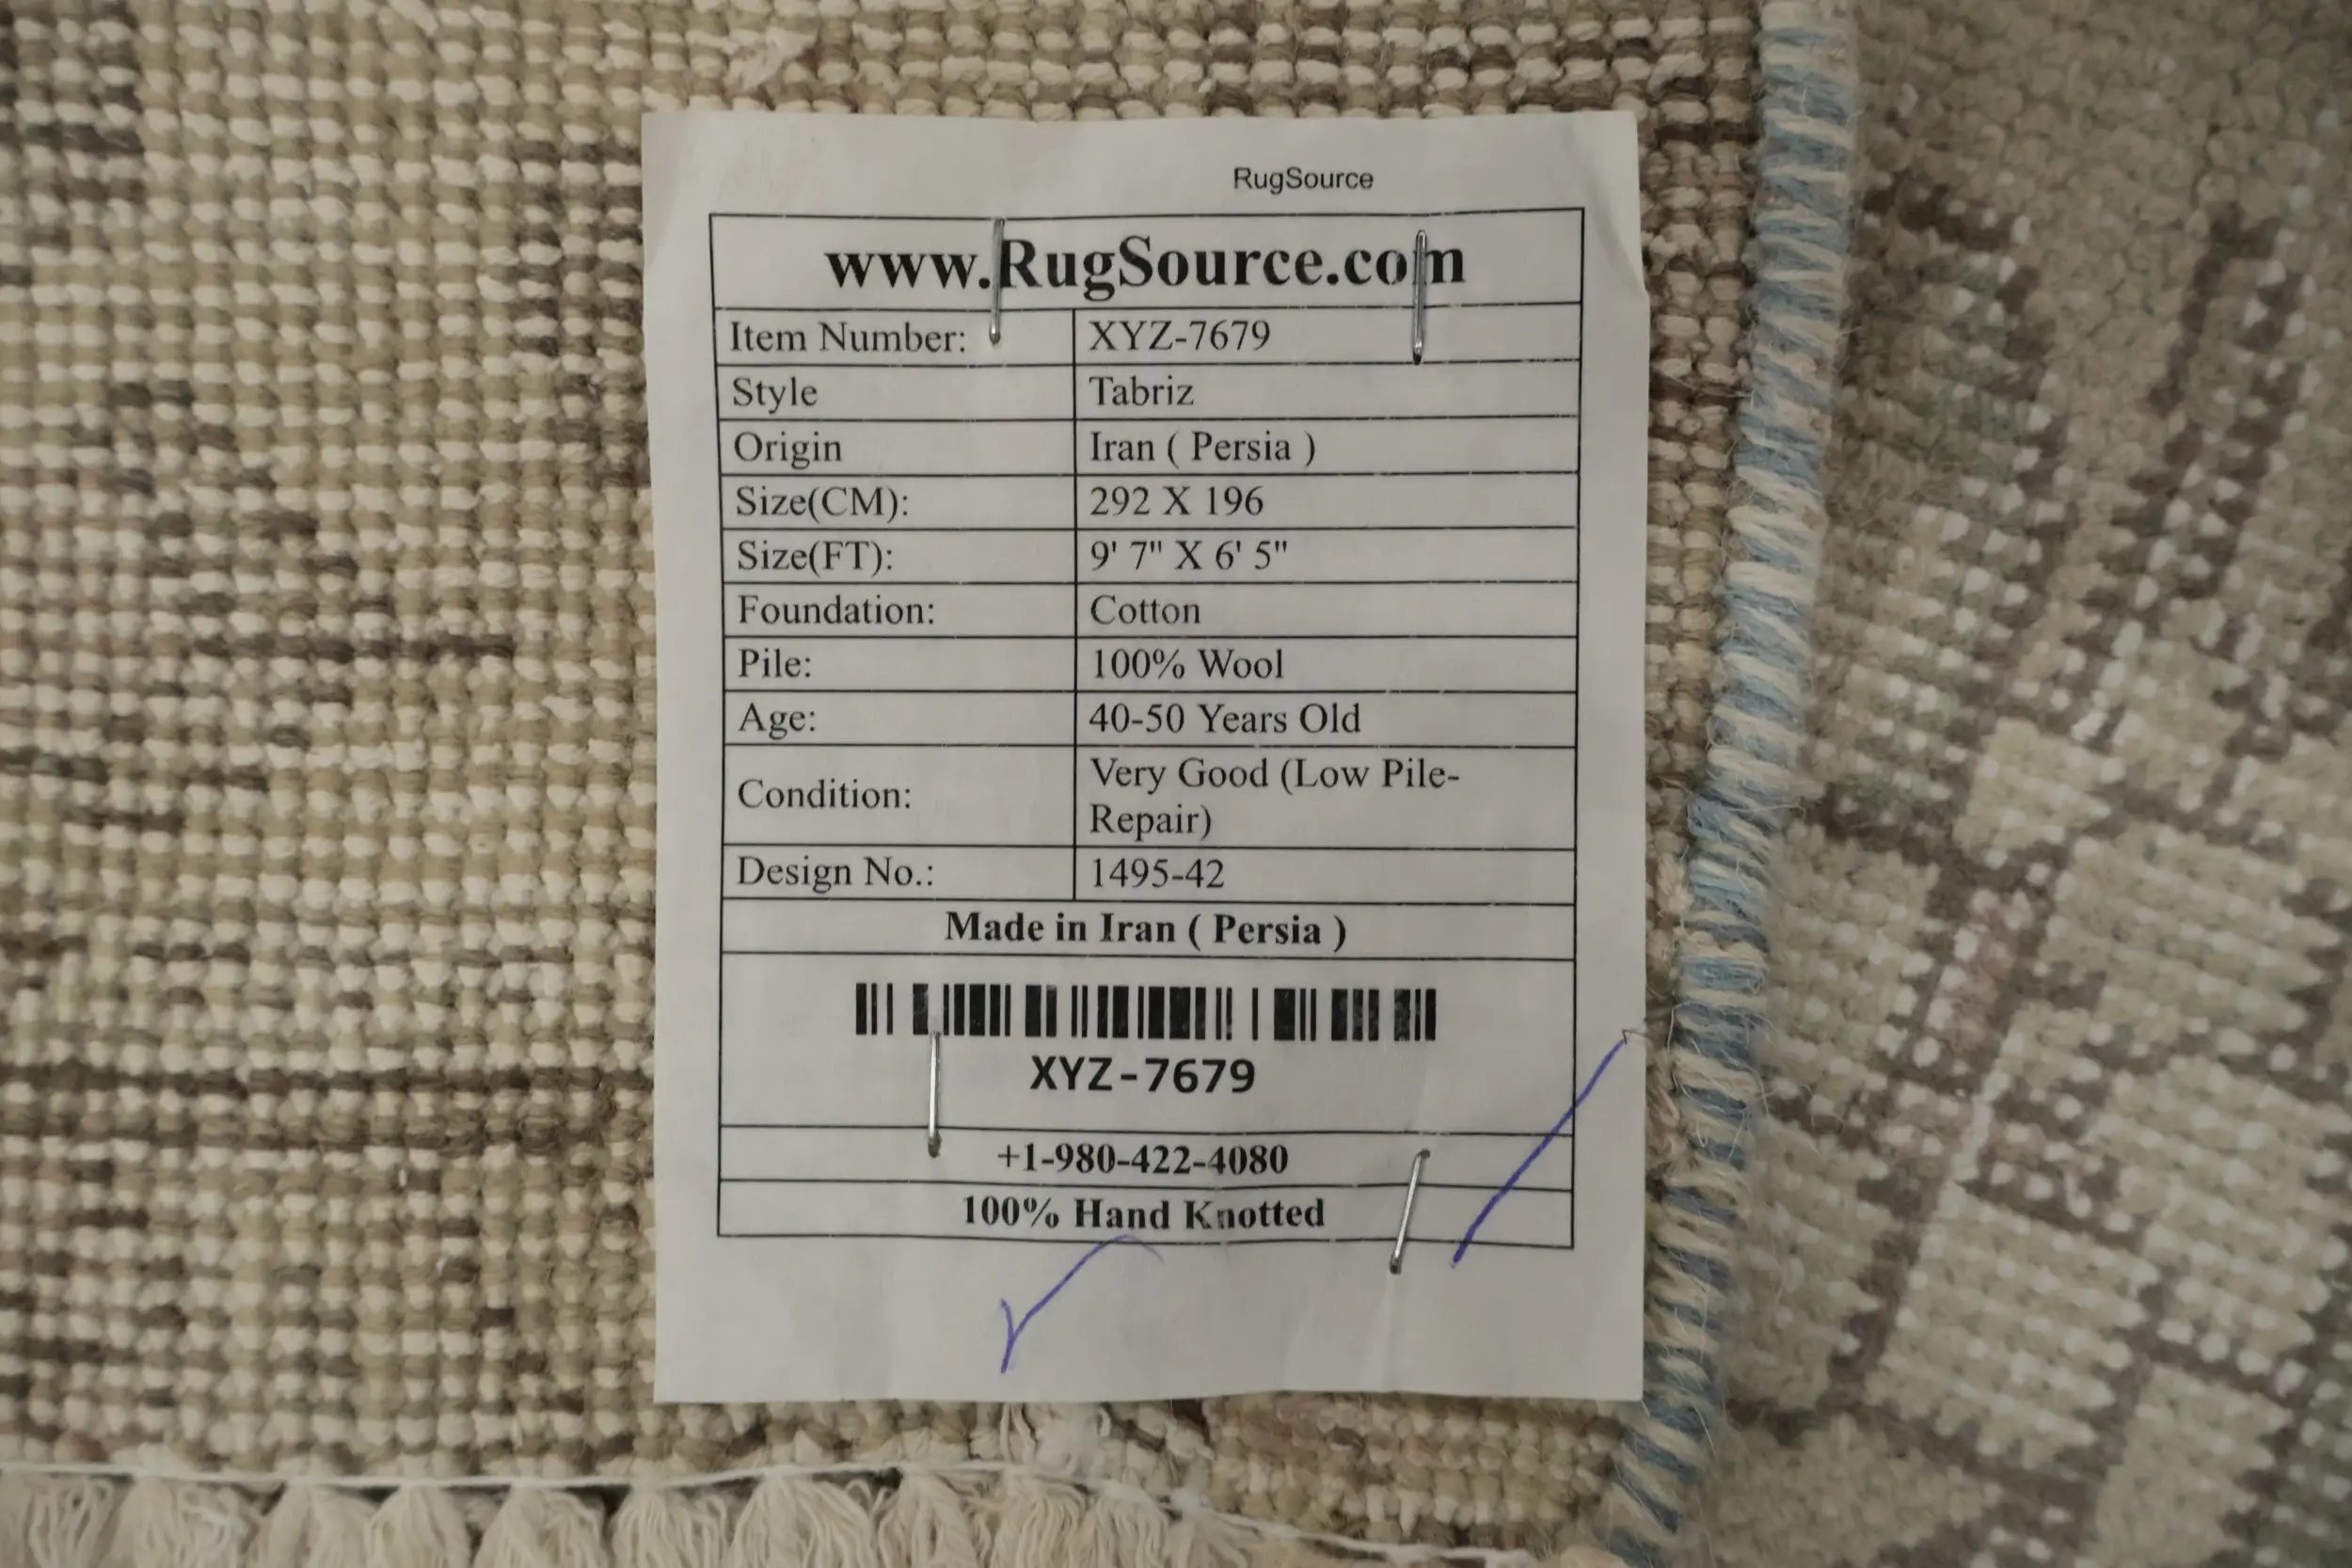 RugSource
www.RugSource.com
Item Number: XYZ-7679
Style Tabriz
Origin Iran ( Persia )
Size(CM): 292 X 196
Size(FT): 9' 7" X 6' 5"
Foundation: Cotton
Pile: 100% Wool
Age: 40-50 Years Old
Condition: Very Good (Low Pile-
Repair)
Design No.: 1495-42
Made in Iran ( Persia )
XYZ-7679
+1-980-422-4080
100% Hand Knotted